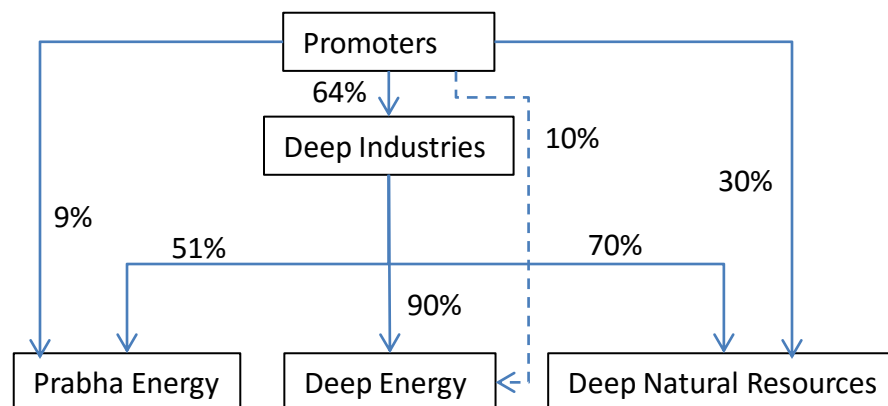 Promoters
64%
Deep Industries
10%
30%
9%
51%
70%
90%
Prabha Energy
Deep Energy
Deep Natural Resources